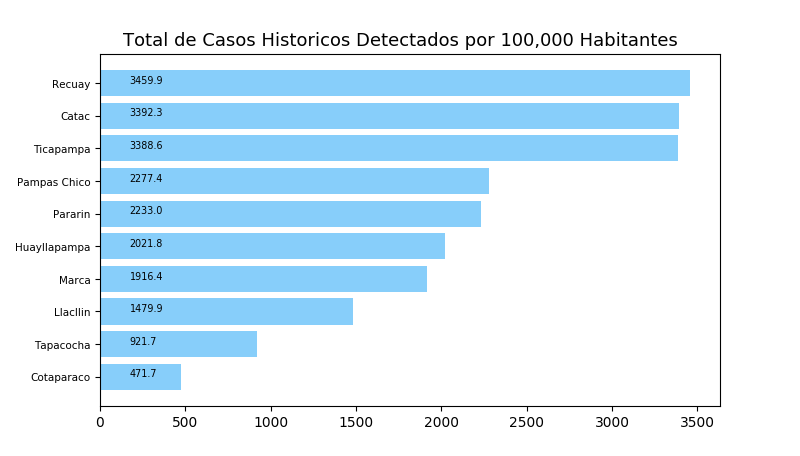 Total de Casos Historicos Detectados por 100,000 Habitantes
Recuay 3459.9
Catac 3392.3
Ticapampa 3388.6
Pampas Chico 2277.4
Pararin 2233.0
Huayllapampa 2021.8
Marca 1916.4
Llacllin 1479.9
Tapacocha 921.7
Cotaparaco 471.7
0 500 1000 1500 2000 2500 3000 3500